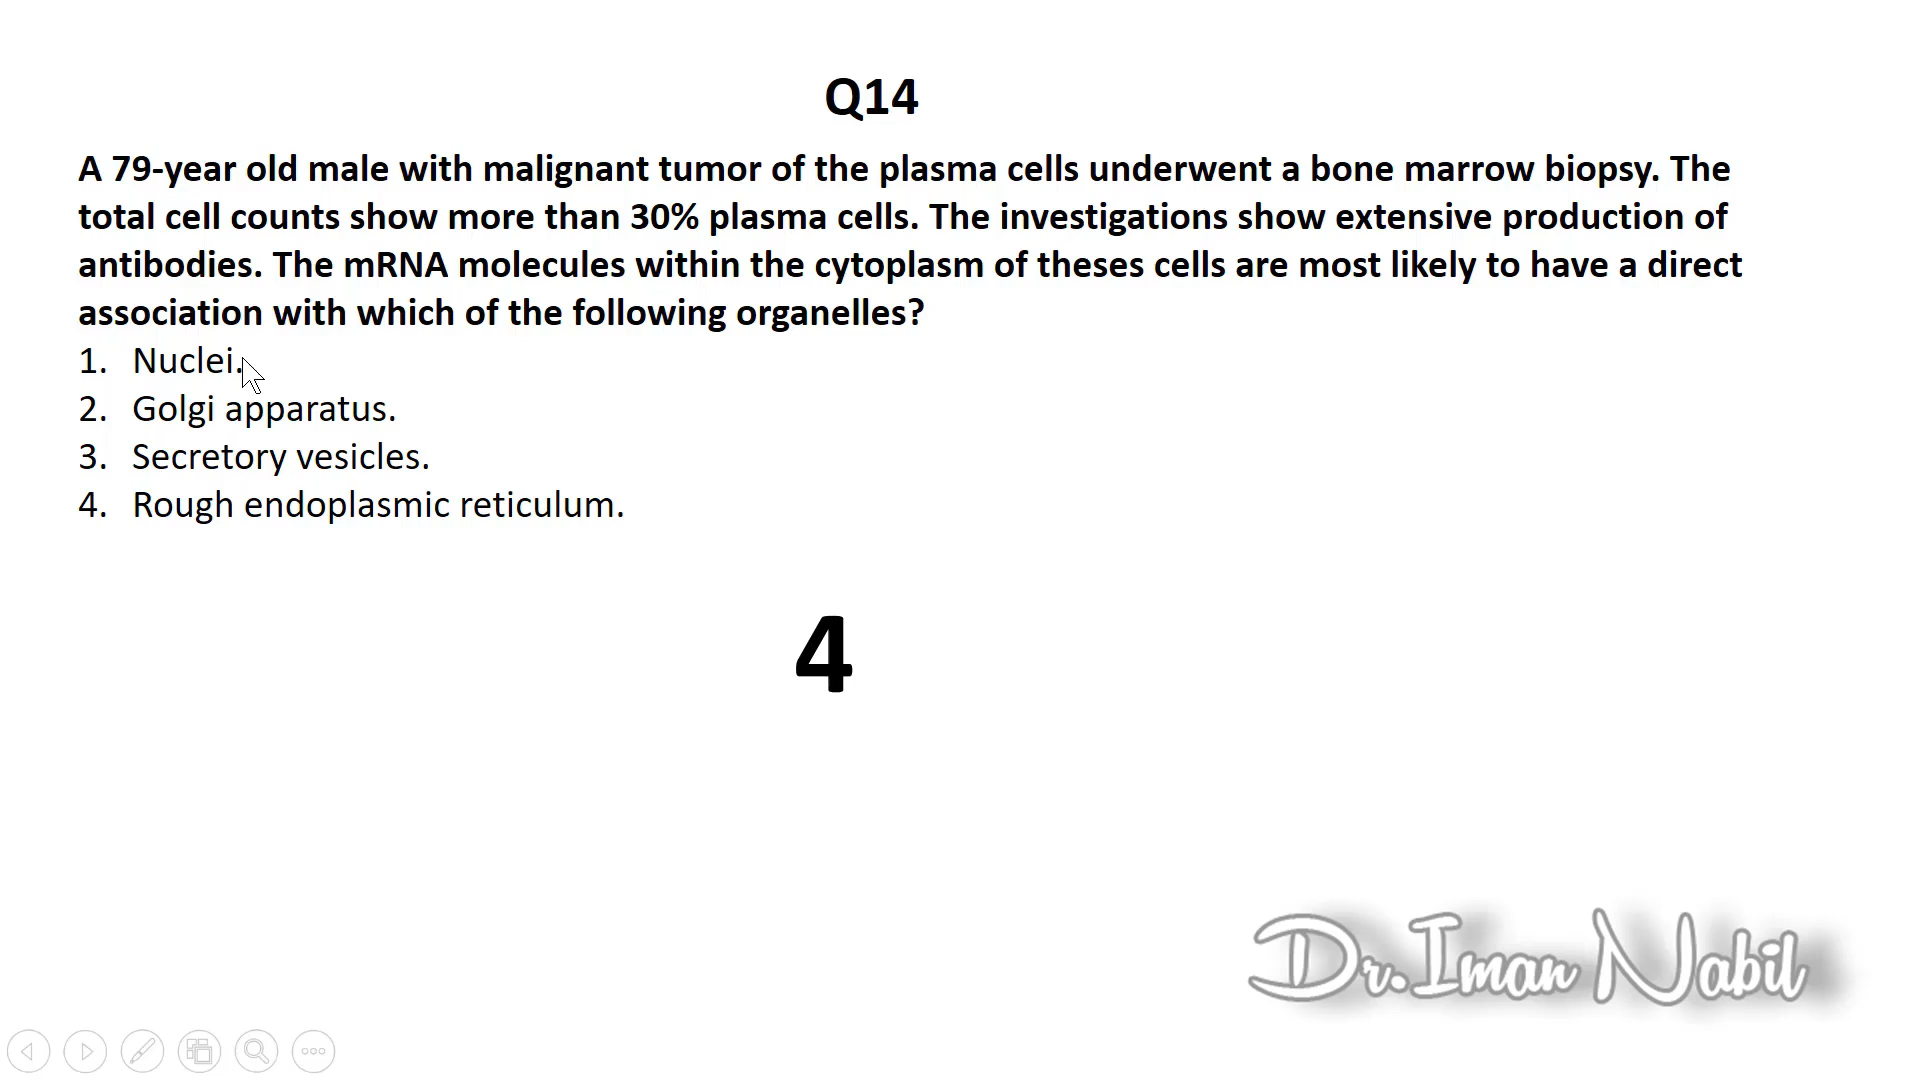 Q14
A 79-year old male with malignant tumor of the plasma cells underwent a bone marrow biopsy. The
total cell counts show more than 30% plasma cells. The investigations show extensive production of
antibodies. The mRNA molecules within the cytoplasm of theses cells are most likely to have a direct
association with which of the following organelles?
1. Nuclei.
2. Golgi apparatus.
3. Secretory vesicles.
4. Rough endoplasmic reticulum.
4
Dr. Iman Nabil